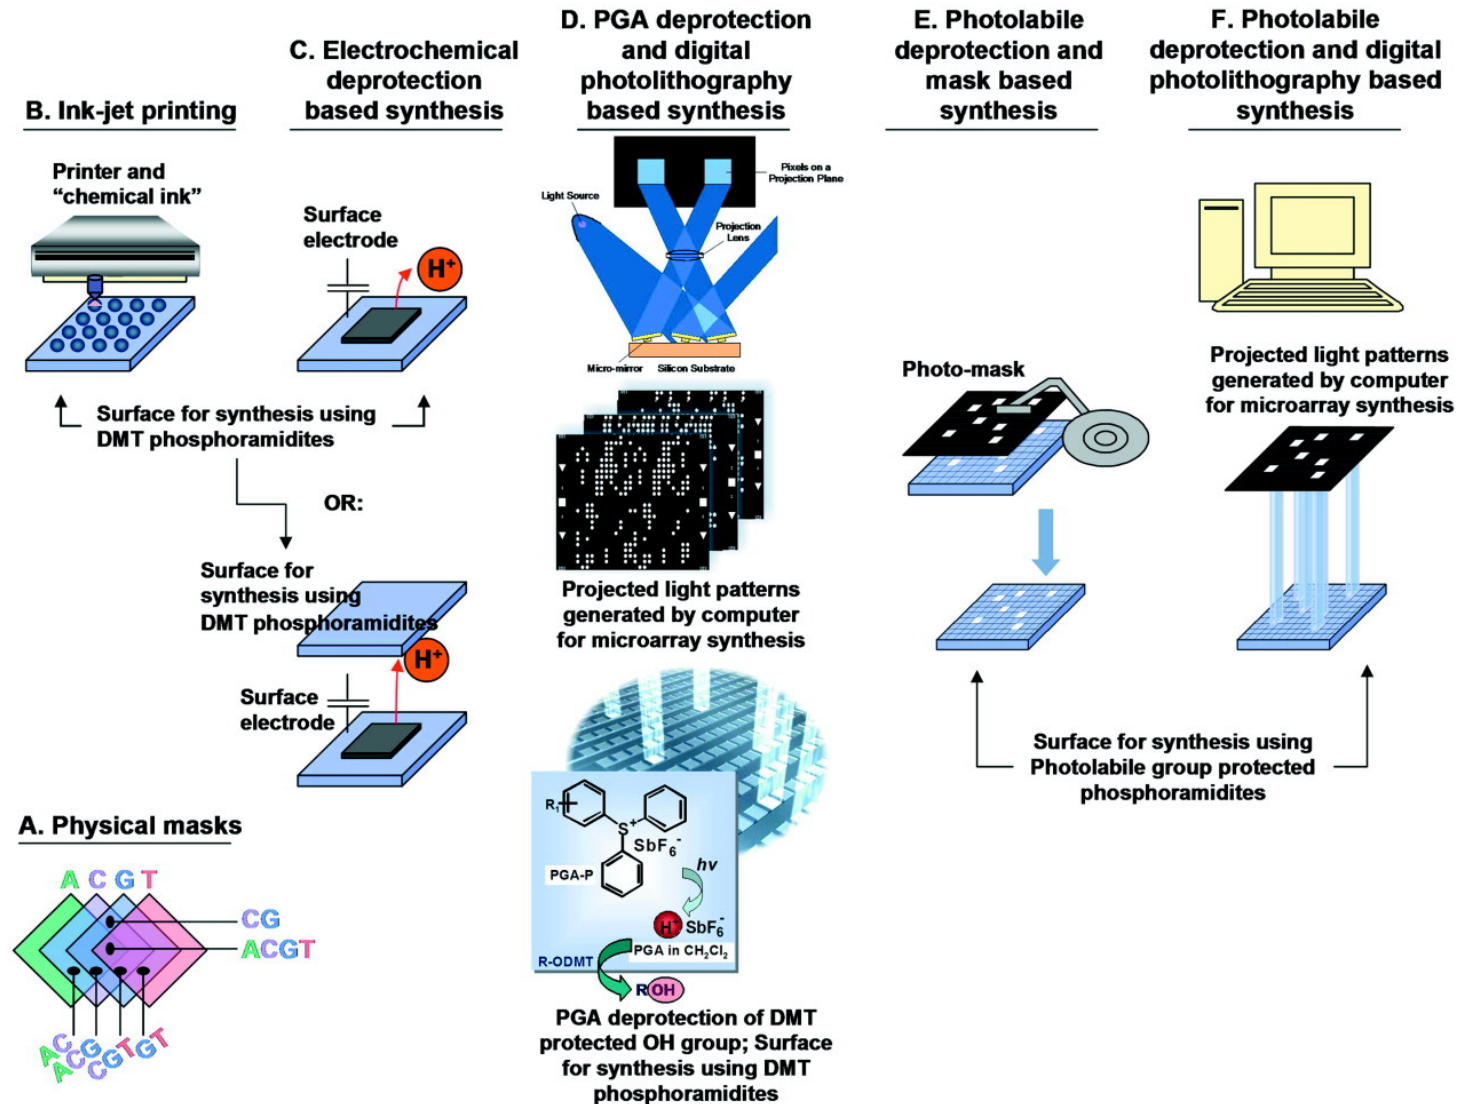 B. Ink-jet printing
Printer and
“chemical ink”
C. Electrochemical
deprotection
based synthesis
Surface
electrode
H+
Surface for synthesis using
DMT phosphoramidites
OR:
Surface for
synthesis using
DMT phosphoramidites
H+
Surface
electrode
A. Physical masks
A C G T
CG
ACGT
AC
ACG
CGT
GT
D. PGA deprotection
and digital
photolithography
based synthesis
Pixels on a
Projection Plane
Light Source
Projection
Lens
Micro-mirror Silicon Substrate
Projected light patterns
generated by computer
for microarray synthesis
R1
S+
SbF6-
PGA-P
hv
H+ SbF6-
PGA in CH2Cl2
R-ODMT
ROH
PGA deprotection of DMT
protected OH group; Surface
for synthesis using DMT
phosphoramidites
E. Photolabile
deprotection and
mask based
synthesis
Photo-mask
F. Photolabile
deprotection and digital
photolithography based
synthesis
Projected light patterns
generated by computer
for microarray synthesis
Surface for synthesis using
Photolabile group protected
phosphoramidites